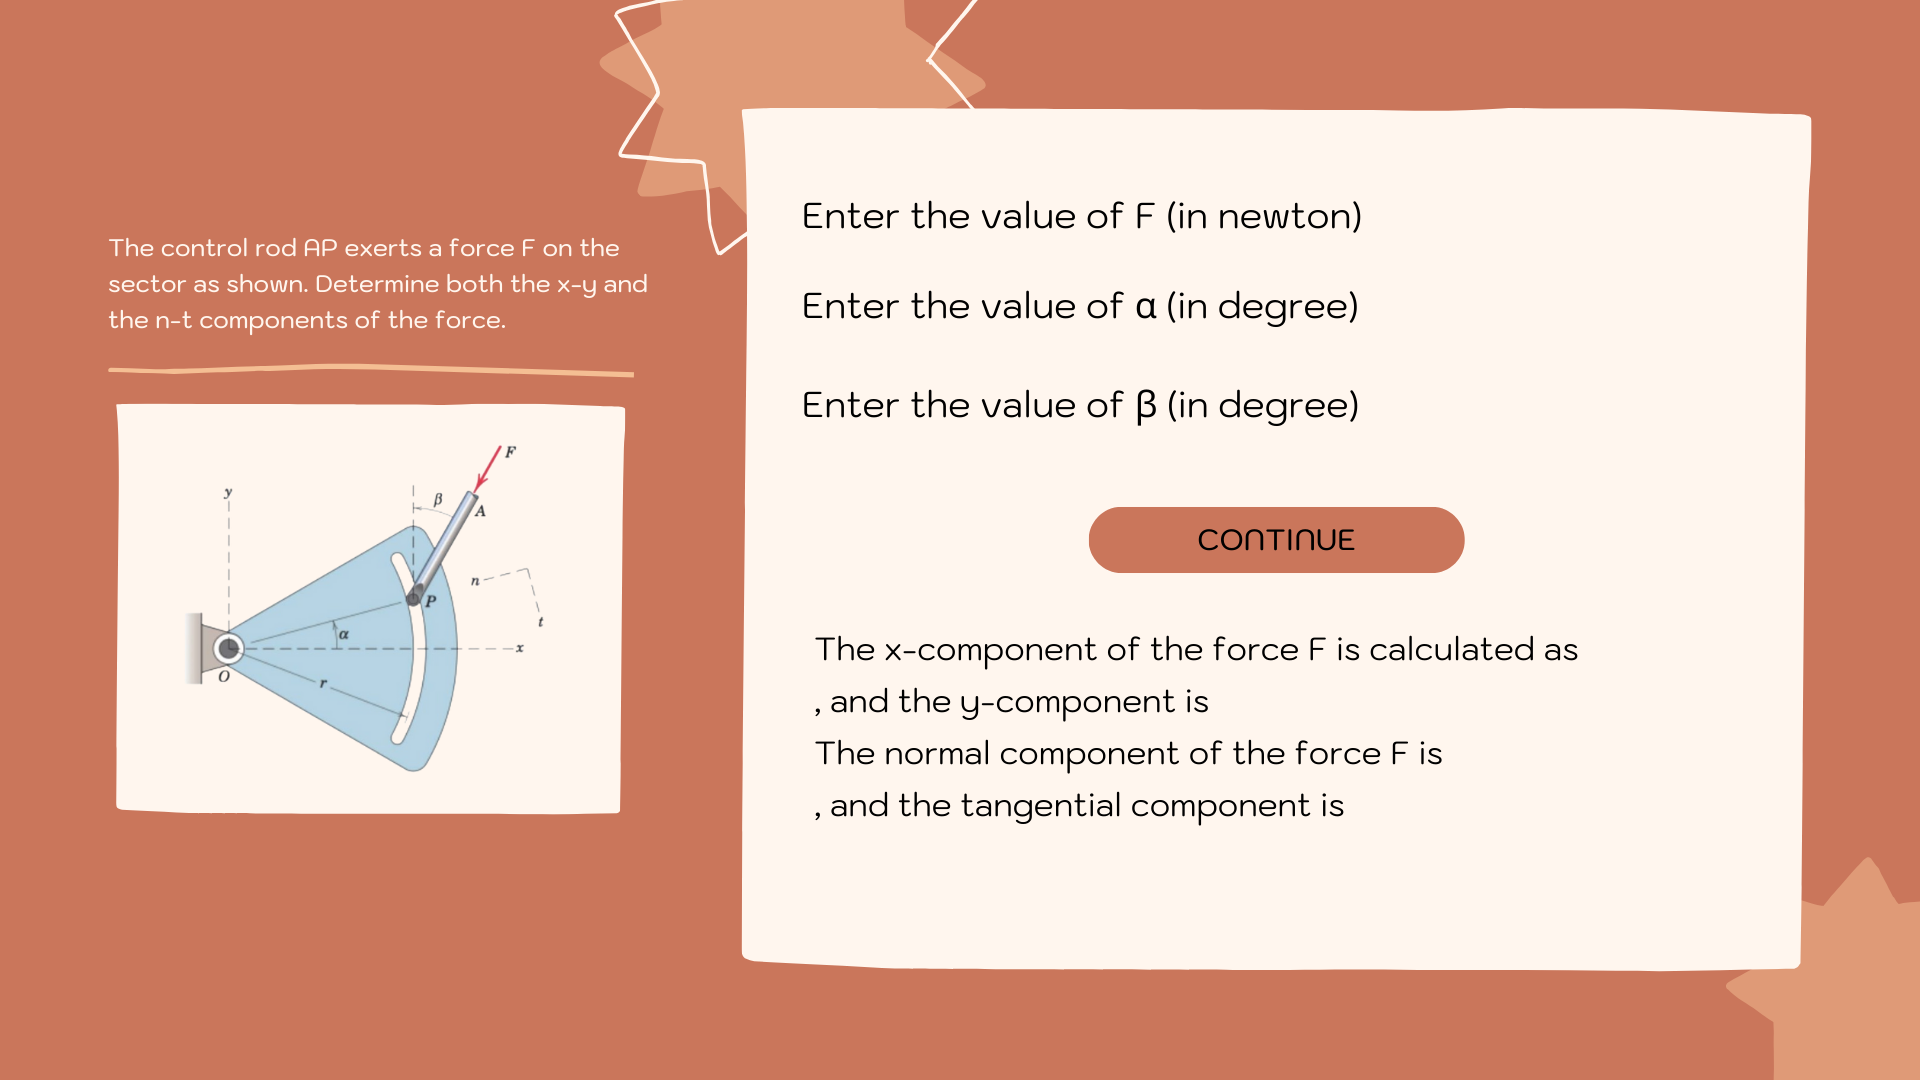 The control rod AP exerts a force F on the
sector as shown. Determine both the x-y and
the n-t components of the force.
F
y
β
A
n
P
t
α
x
O
r
Enter the value of F (in newton)
Enter the value of α (in degree)
Enter the value of β (in degree)
CONTINUE
The x-component of the force F is calculated as
, and the y-component is
The normal component of the force F is
, and the tangential component is